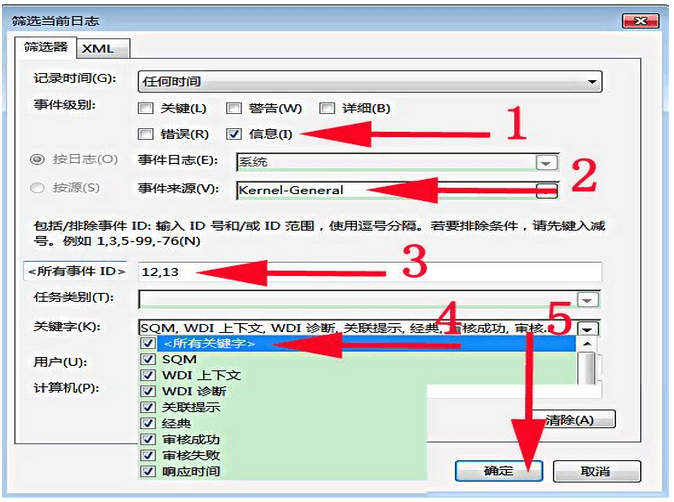 筛选当前日志
筛选器 XML
记录时间(G): 任何时间
事件级别: 关键(L) 警告(W) 详细(B)
错误(R) 信息(I) 1
按日志(O) 事件日志(E): 系统
按源(S) 事件来源(V): Kernel-General 2
包括/排除事件 ID: 输入 ID 号和/或 ID 范围，使用逗号分隔。若要排除条件，请先键入减
号。例如 1,3,5-99,-76(N)
<所有事件 ID> 12,13 3
任务类别(T):
关键字(K): SQM, WDI 上下文, WDI 诊断, 关联提示, 经典, 审核成功, 审核.. 4 5
<所有关键字>
用户(U): SQM
WDI 上下文
计算机(P): WDI 诊断
关联提示
经典 清除(A)
审核成功
审核失败
响应时间 确定 取消